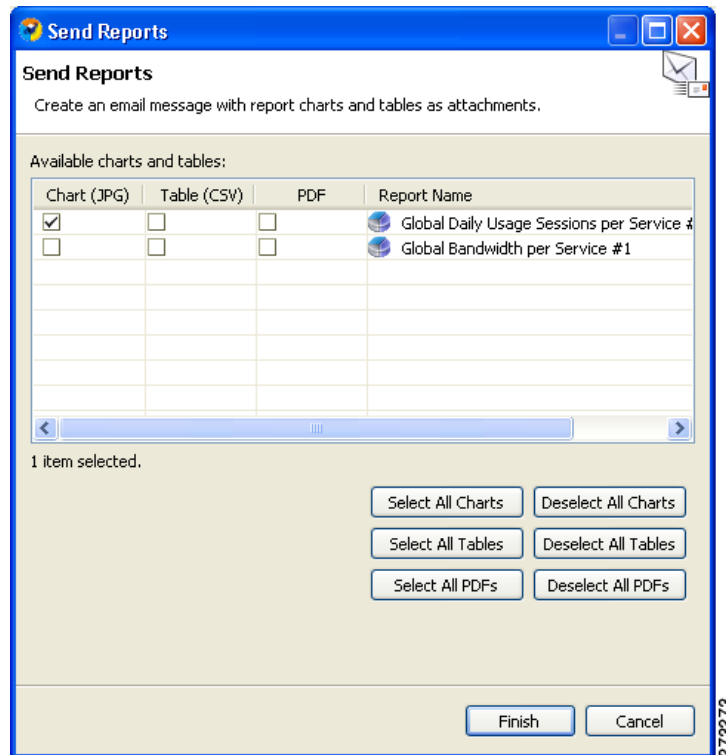 Send Reports
Send Reports
Create an email message with report charts and tables as attachments.
Available charts and tables:
Chart (JPG) Table (CSV) PDF Report Name
Global Daily Usage Sessions per Service #
Global Bandwidth per Service #1
1 item selected.
Select All Charts Deselect All Charts
Select All Tables Deselect All Tables
Select All PDFs Deselect All PDFs
Finish Cancel